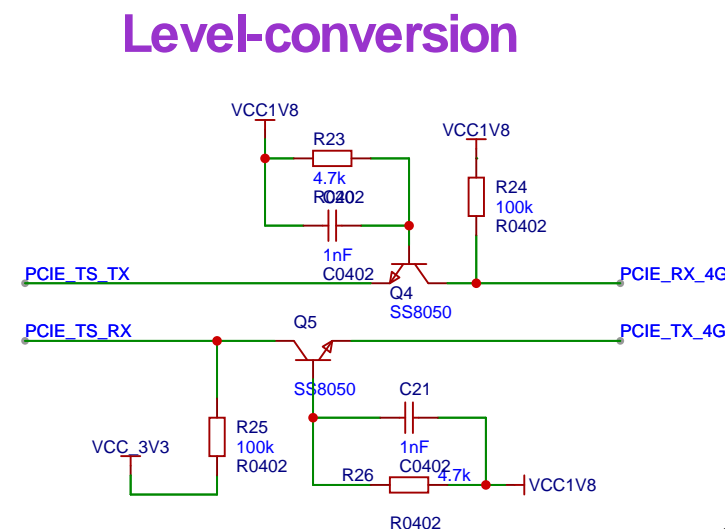 Level-conversion
VCC1V8
R23
4.7k
R0402
C20
1nF
C0402
VCC1V8
R24
100k
R0402
PCIE_TS_TX
Q4
SS8050
PCIE_RX_4G
PCIE_TS_RX
Q5
SS8050
PCIE_TX_4G
R25
100k
R0402
VCC_3V3
C21
1nF
C0402
R26
4.7k
R0402
VCC1V8